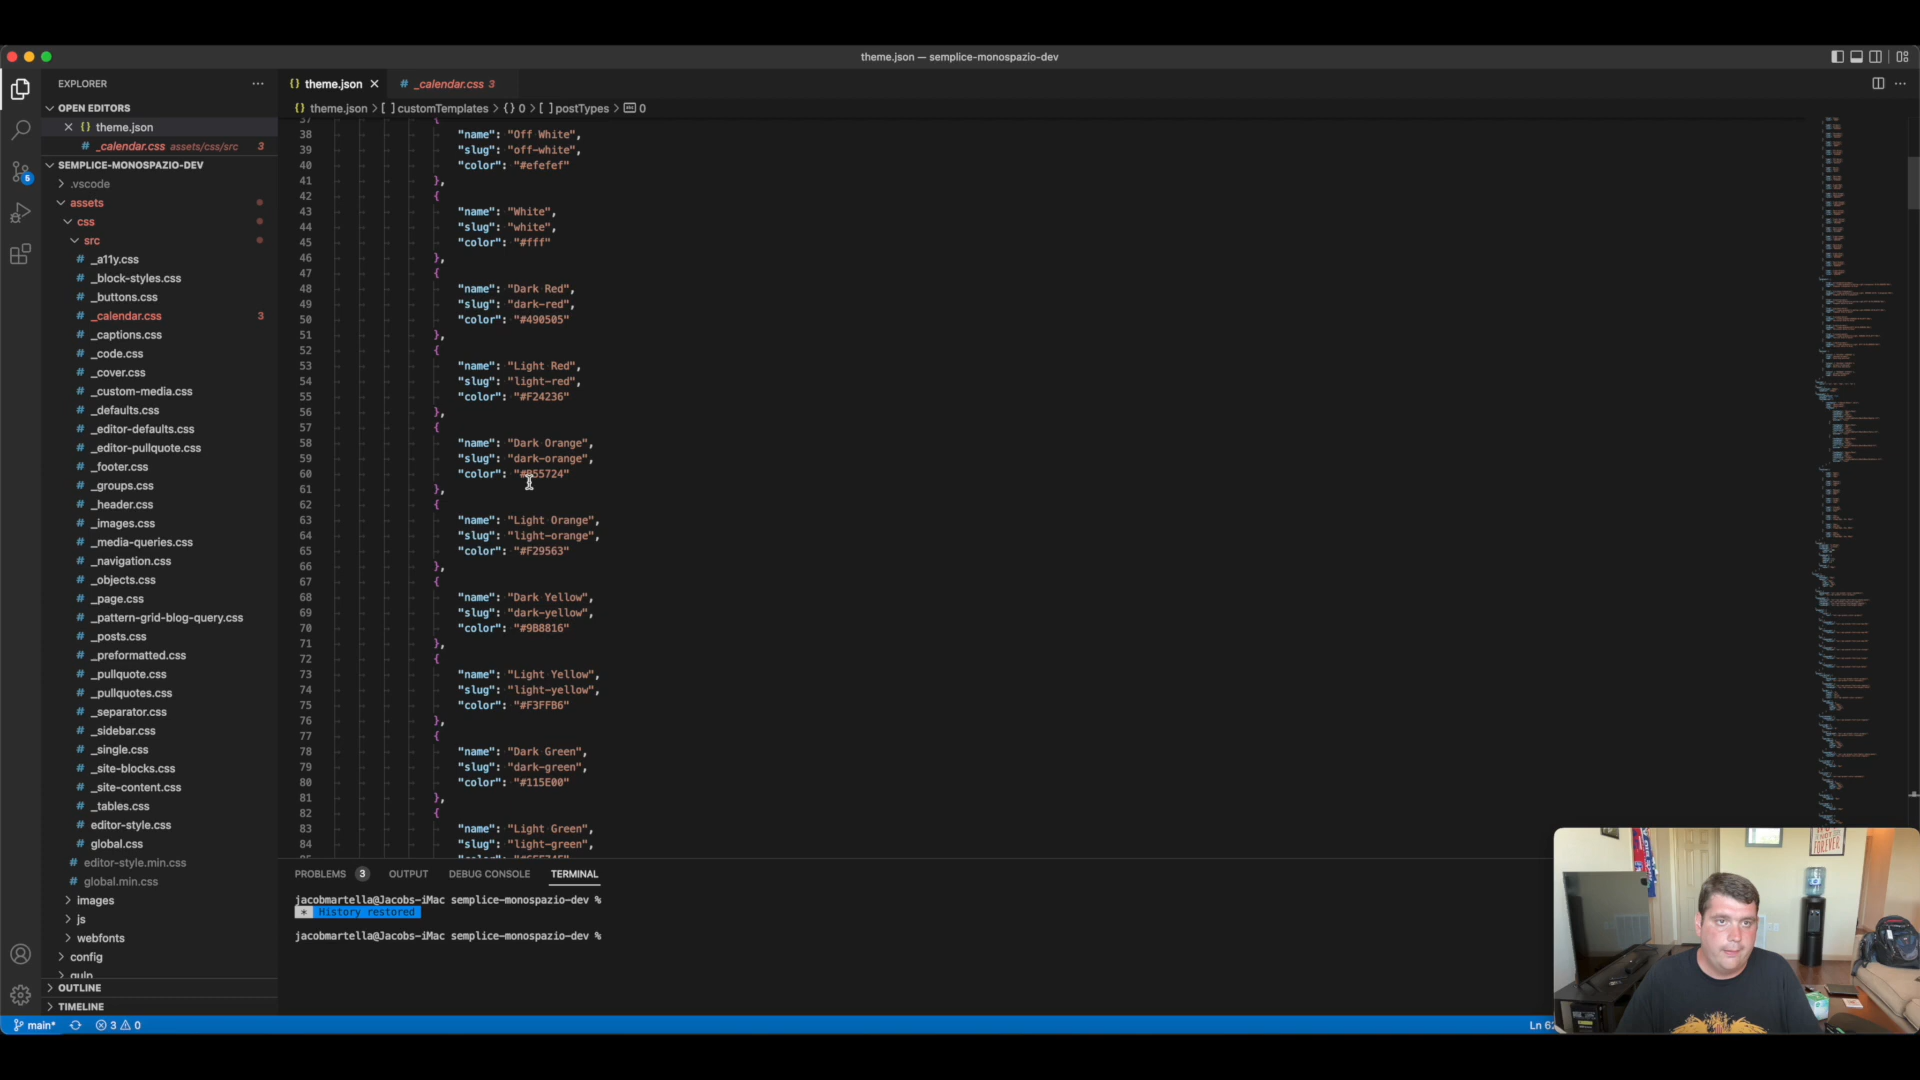 theme.json — semplice-monospazio-dev
EXPLORER
OPEN EDITORS
theme.json
_calendar.css assets/css/src 3
SEMPLICE-MONOSPAZIO-DEV
.vscode
assets
css
src
_a11y.css
_block-styles.css
_buttons.css
_calendar.css 3
_captions.css
_code.css
_cover.css
_custom-media.css
_defaults.css
_editor-defaults.css
_editor-pullquote.css
_footer.css
_groups.css
_header.css
_images.css
_media-queries.css
_navigation.css
_objects.css
_page.css
_pattern-grid-blog-query.css
_posts.css
_preformatted.css
_pullquote.css
_pullquotes.css
_separator.css
_sidebar.css
_single.css
_site-blocks.css
_site-content.css
_tables.css
editor-style.css
global.css
editor-style.min.css
global.min.css
images
js
webfonts
config
gulp
OUTLINE
TIMELINE
5
{} theme.json
# _calendar.css 3
{} theme.json > [ ] customTemplates > {} 0 > [ ] postTypes > 0
37 {
38 "name": "Off White",
39 "slug": "off-white",
40 "color": "#efefef"
41 },
42 {
43 "name": "White",
44 "slug": "white",
45 "color": "#fff"
46 },
47 {
48 "name": "Dark Red",
49 "slug": "dark-red",
50 "color": "#490505"
51 },
52 {
53 "name": "Light Red",
54 "slug": "light-red",
55 "color": "#F24236"
56 },
57 {
58 "name": "Dark Orange",
59 "slug": "dark-orange",
60 "color": "#B55724"
61 },
62 {
63 "name": "Light Orange",
64 "slug": "light-orange",
65 "color": "#F29563"
66 },
67 {
68 "name": "Dark Yellow",
69 "slug": "dark-yellow",
70 "color": "#9B8816"
71 },
72 {
73 "name": "Light Yellow",
74 "slug": "light-yellow",
75 "color": "#F3FFB6"
76 },
77 {
78 "name": "Dark Green",
79 "slug": "dark-green",
80 "color": "#115E00"
81 },
82 {
83 "name": "Light Green",
84 "slug": "light-green",
PROBLEMS 3 OUTPUT DEBUG CONSOLE TERMINAL
jacobmartella@Jacobs-iMac semplice-monospazio-dev %
* History restored
jacobmartella@Jacobs-iMac semplice-monospazio-dev %
main* 3 0
Ln 62
FOREVER